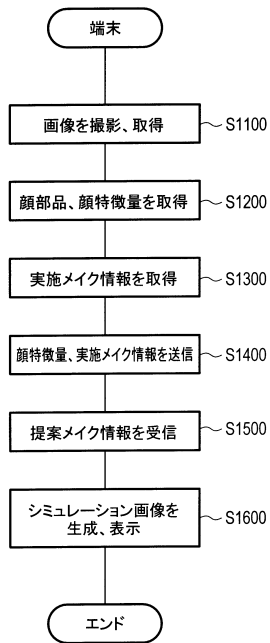 端末
画像を撮影、取得
S1100
顔部品、顔特徴量を取得
S1200
実施メイク情報を取得
S1300
顔特徴量、実施メイク情報を送信
S1400
提案メイク情報を受信
S1500
シミュレーション画像を
生成、表示
S1600
エンド